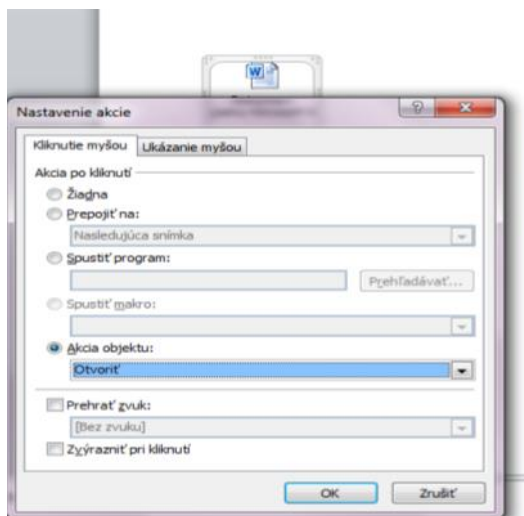 W
Nastavenie akcie
Kliknutie myšou
Ukázanie myšou
Akcia po kliknutí
Žiadna
Prepojiť na:
Nasledujúca snímka
Spustiť program:
Prehľadávať...
Spustiť makro:
Akcia objektu:
Otvoriť
Prehrať zvuk:
[Bez zvuku]
Zvýrazniť pri kliknutí
OK
Zrušiť